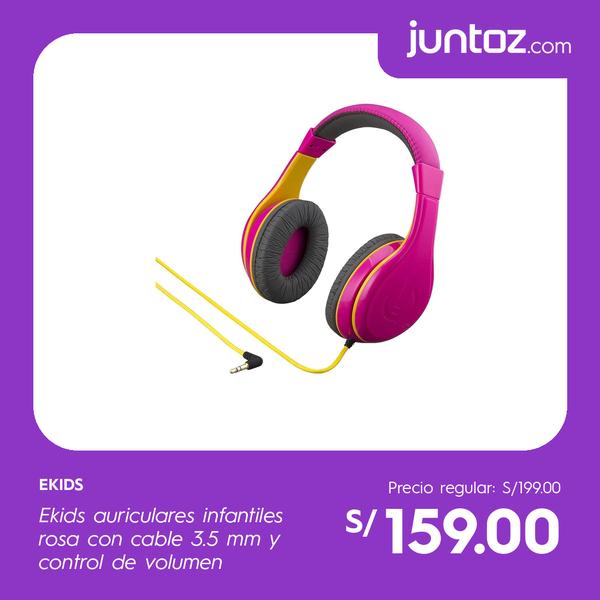 juntoz.com
EKIDS
Ekids auriculares infantiles
rosa con cable 3.5 mm y
control de volumen
Precio regular: S/199.00
S/159.00